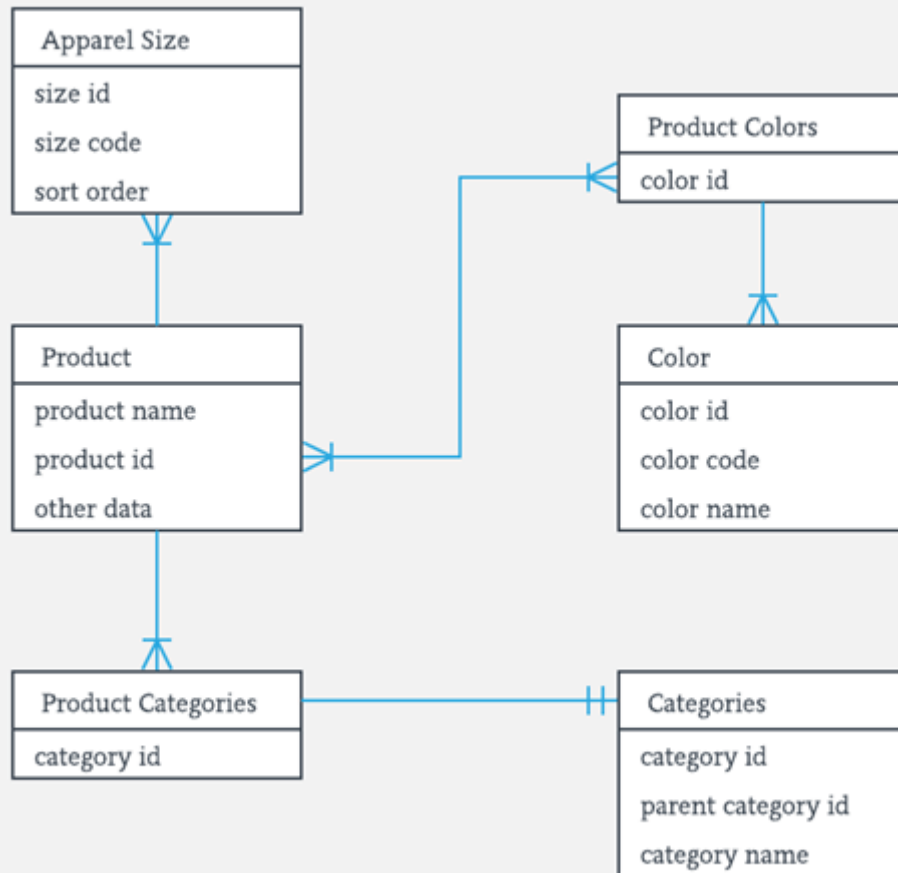 Apparel Size
size id
size code
sort order
Product Colors
color id
Product
product name
product id
other data
Color
color id
color code
color name
Product Categories
category id
Categories
category id
parent category id
category name